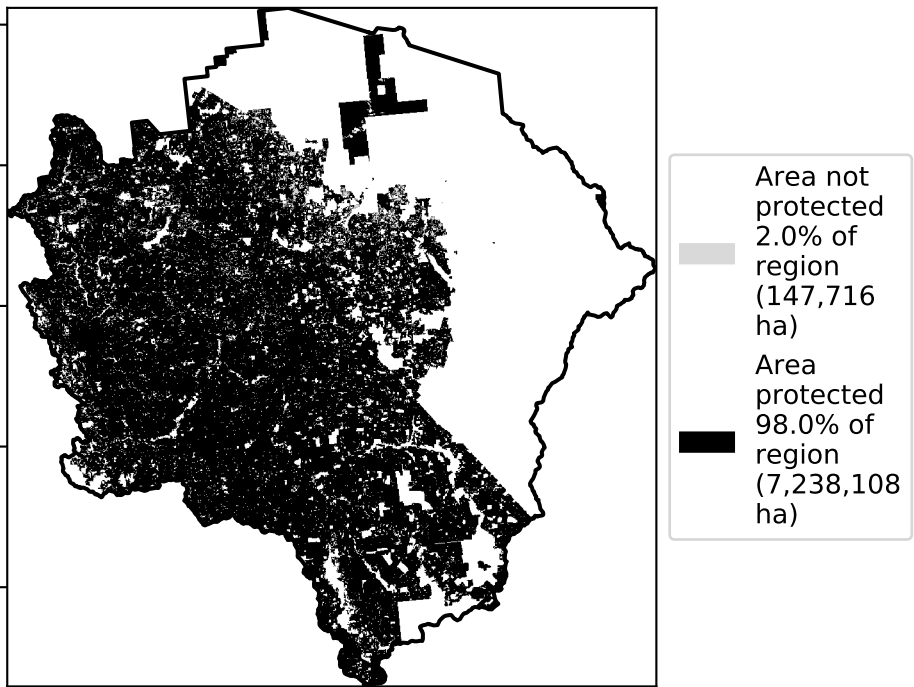 Area not
protected
2.0% of
region
(147,716
ha)
Area
protected
98.0% of
region
(7,238,108
ha)